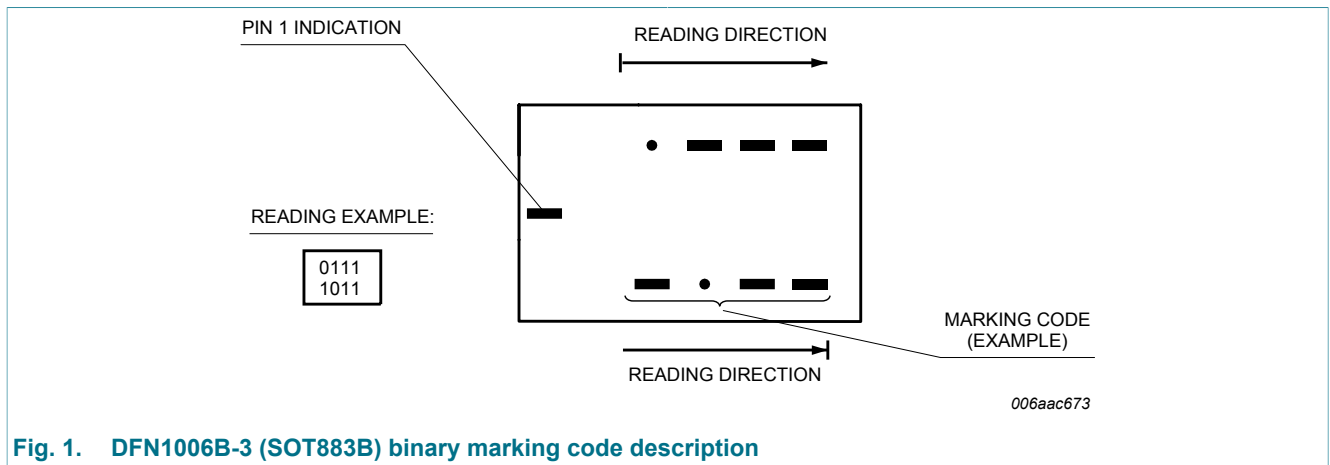 PIN 1 INDICATION
READING DIRECTION
READING EXAMPLE:
0111
1011
MARKING CODE
(EXAMPLE)
READING DIRECTION
006aac673
Fig. 1. DFN1006B-3 (SOT883B) binary marking code description